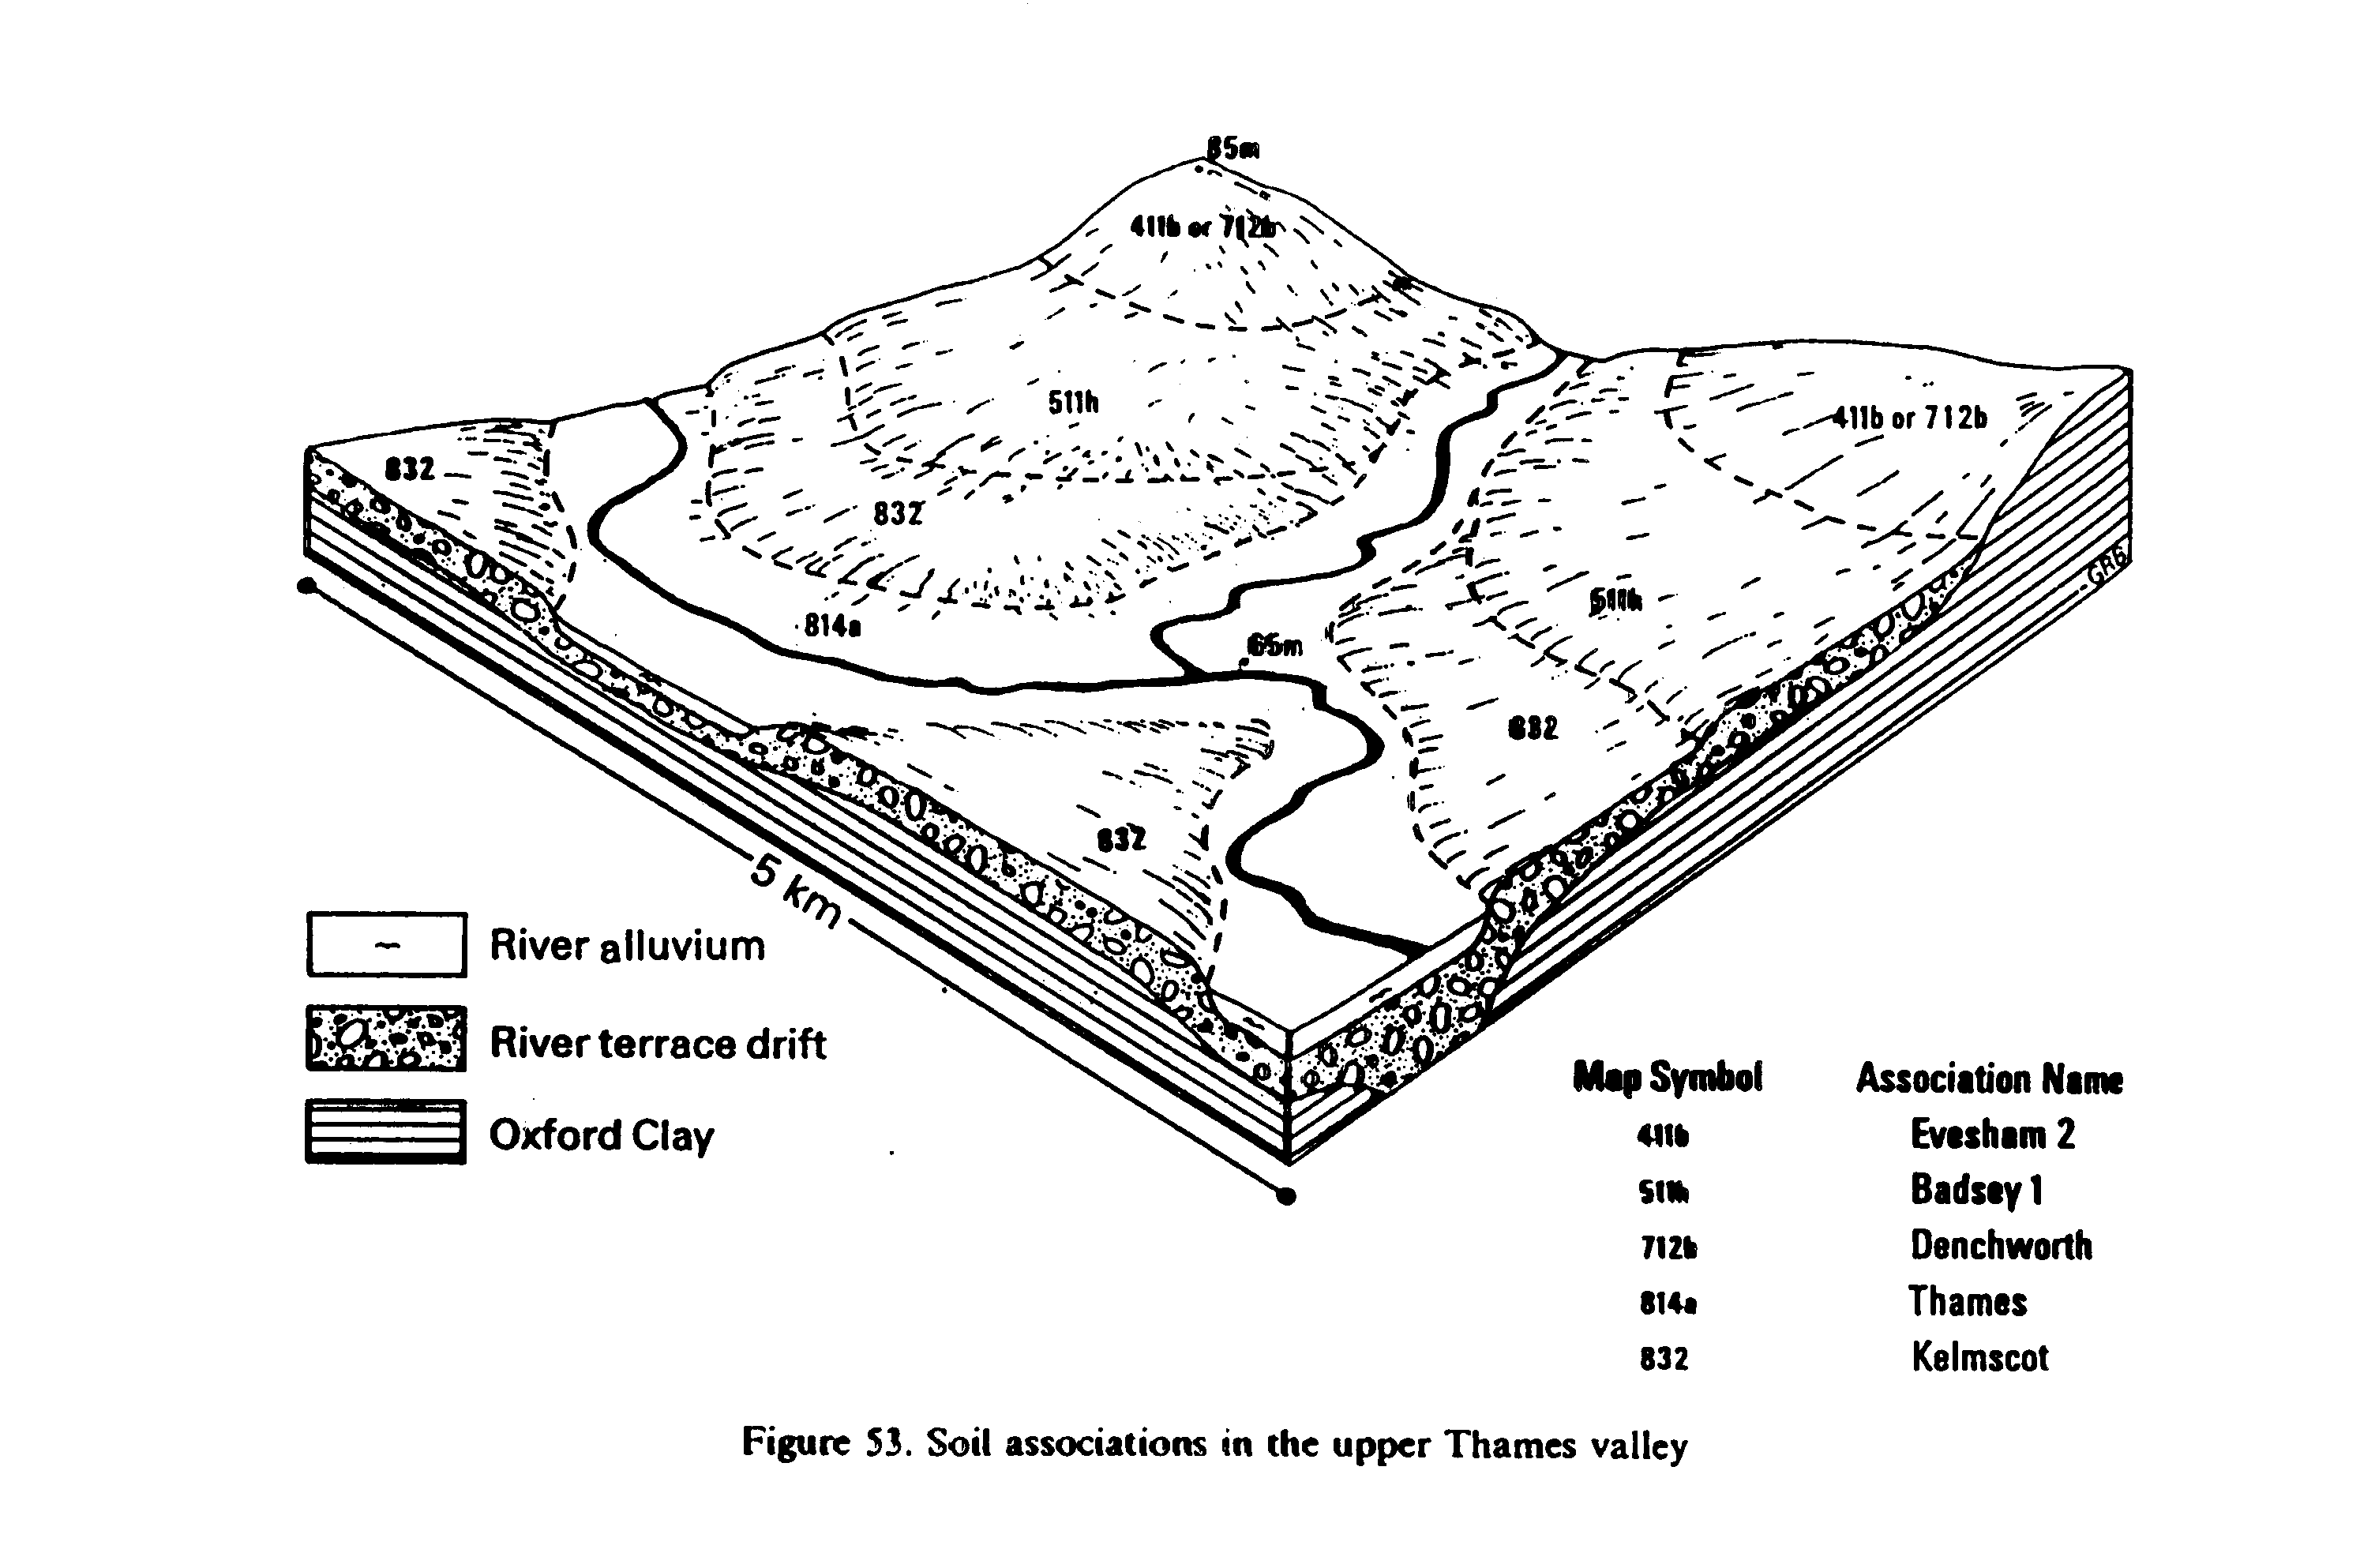 85m
411b or 712b
511h
411b or 712b
832
832
814a
511h
65m
832
832
5 km
GRG
River alluvium
River terrace drift
Oxford Clay
Map Symbol Association Name
411b Evesham 2
511h Badsey 1
712b Denchworth
814a Thames
832 Kelmscot
Figure 53. Soil associations in the upper Thames valley